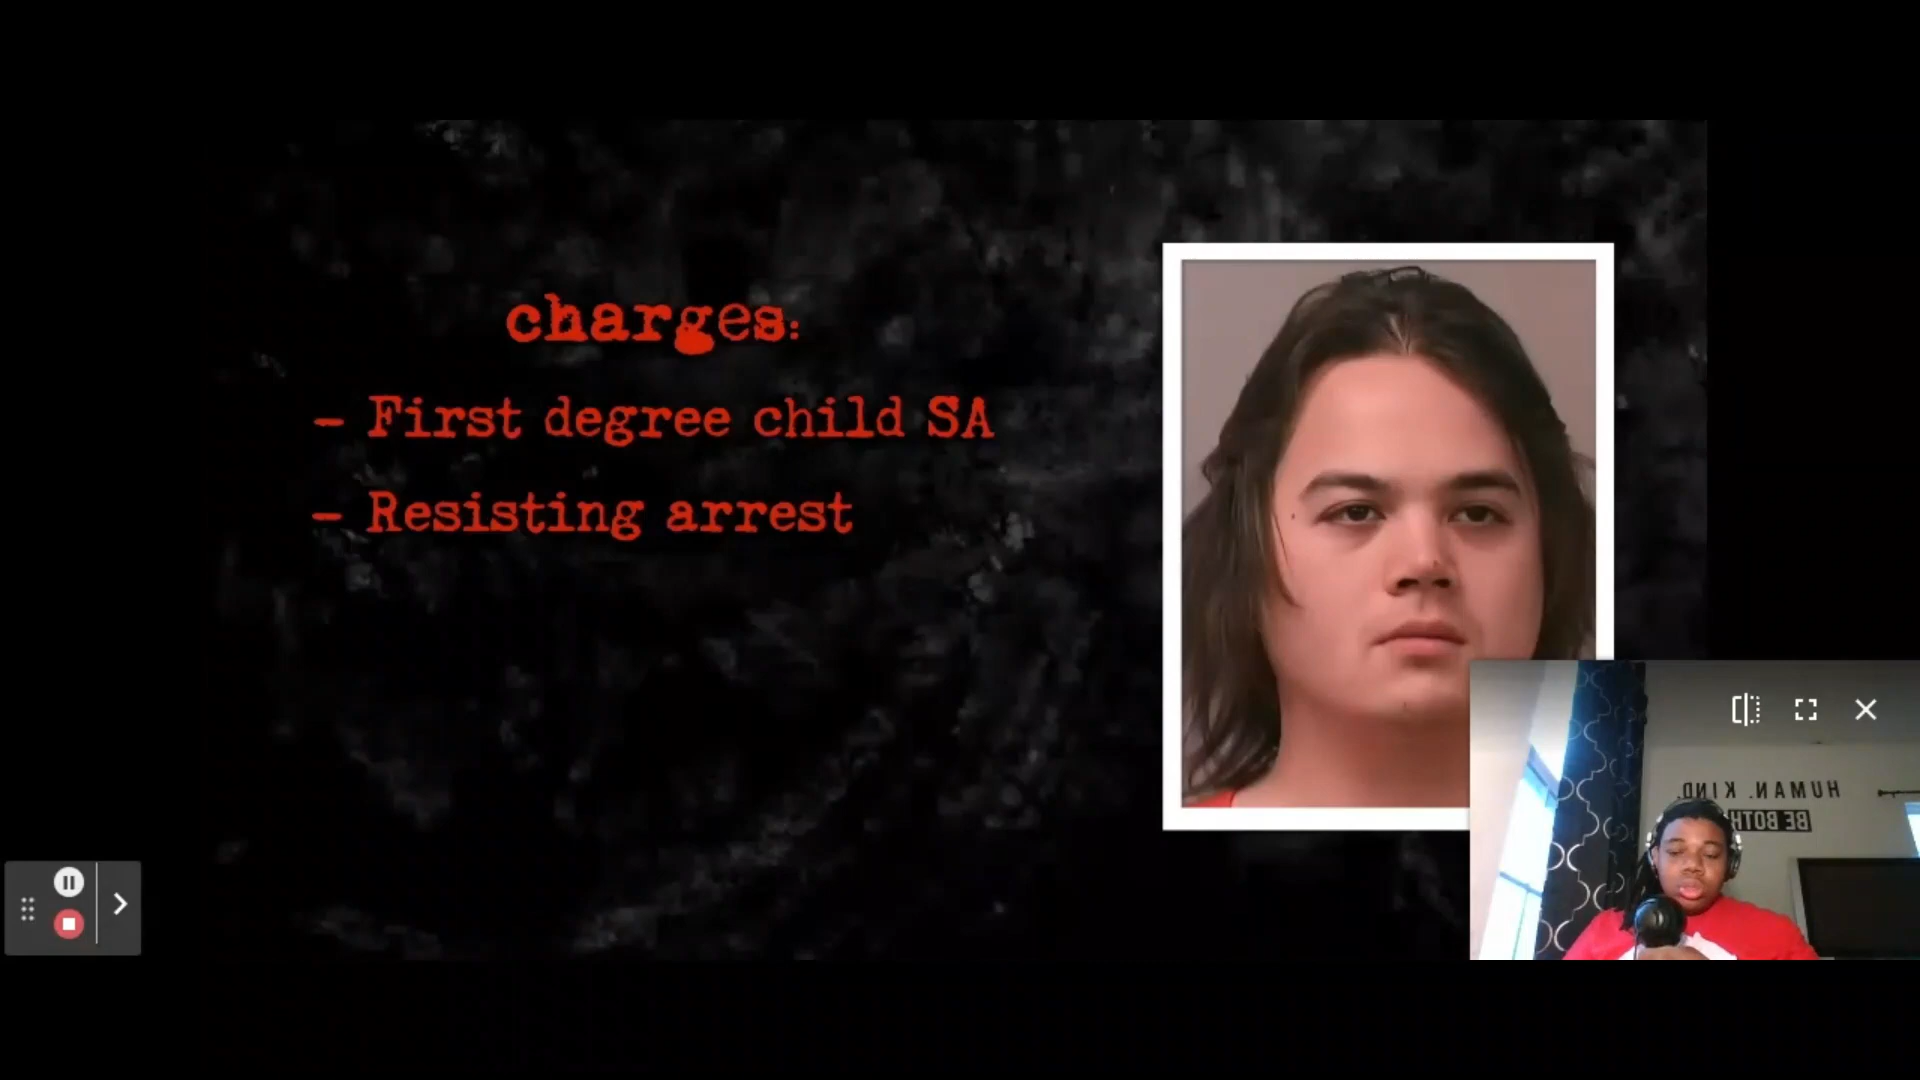 charges:
- First degree child SA
- Resisting arrest
HUMAN. KIND.
BE BOTH